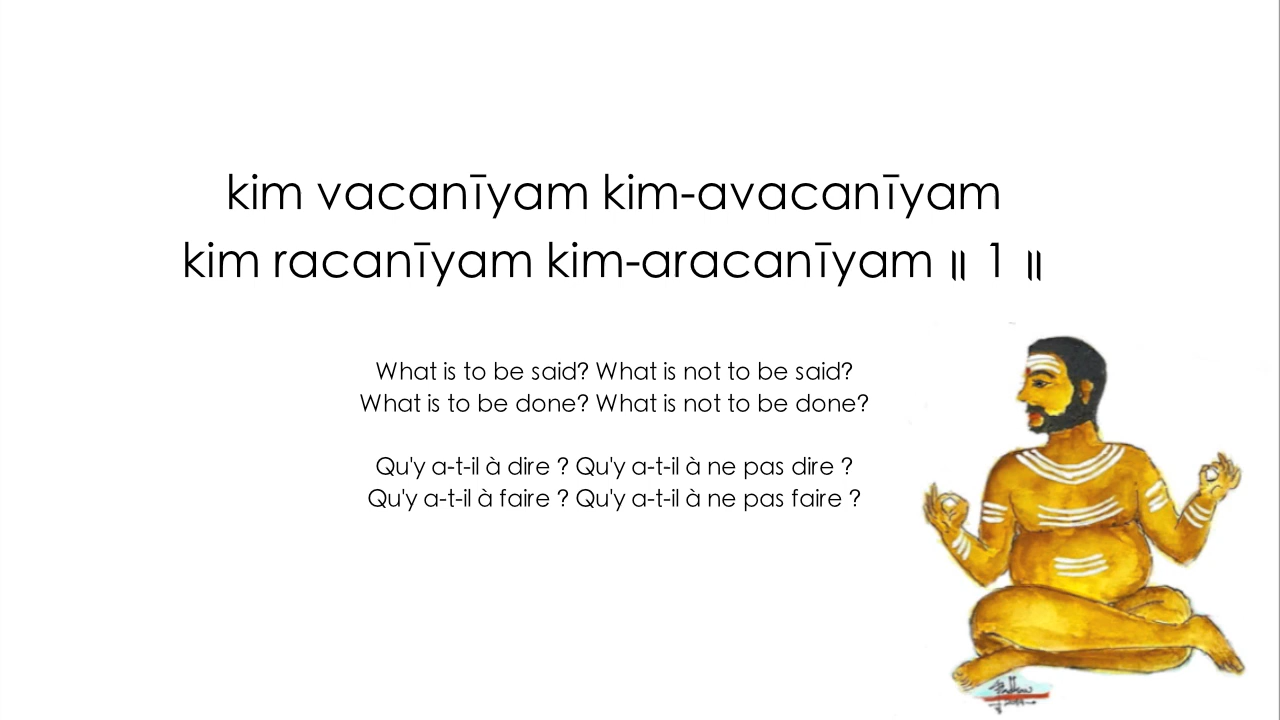 kim vacanīyam kim-avacanīyam
kim racanīyam kim-aracanīyam ॥ 1 ॥
What is to be said? What is not to be said?
What is to be done? What is not to be done?
Qu'y a-t-il à dire ? Qu'y a-t-il à ne pas dire ?
Qu'y a-t-il à faire ? Qu'y a-t-il à ne pas faire ?